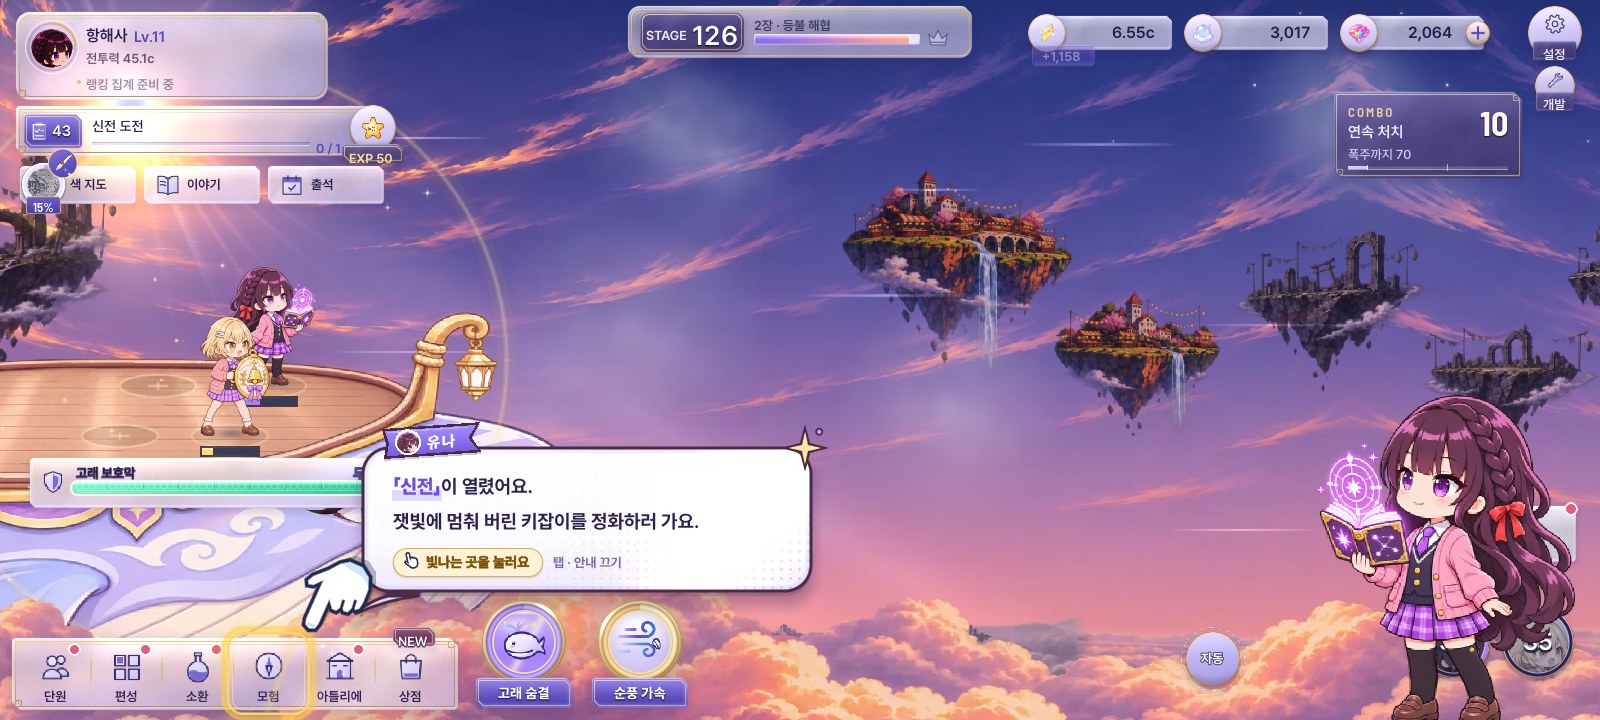 항해사 Lv.11
전투력 45.1c
랭킹 집계 준비 중
STAGE 126
2장 · 등불 해협
6.55c
+1,158
3,017
2,064
설정
개발
43
신전 도전
0 / 1
EXP 50
색 지도
15%
이야기
출석
COMBO
연속 처치
10
폭주까지 70
고래 보호막
유나
「신전」이 열렸어요.
잿빛에 멈춰 버린 키잡이를 정화하러 가요.
빛나는 곳을 눌러요
탭 · 안내 끄기
단원
편성
소환
모험
아틀리에
NEW
상점
고래 숨결
순풍 가속
자동